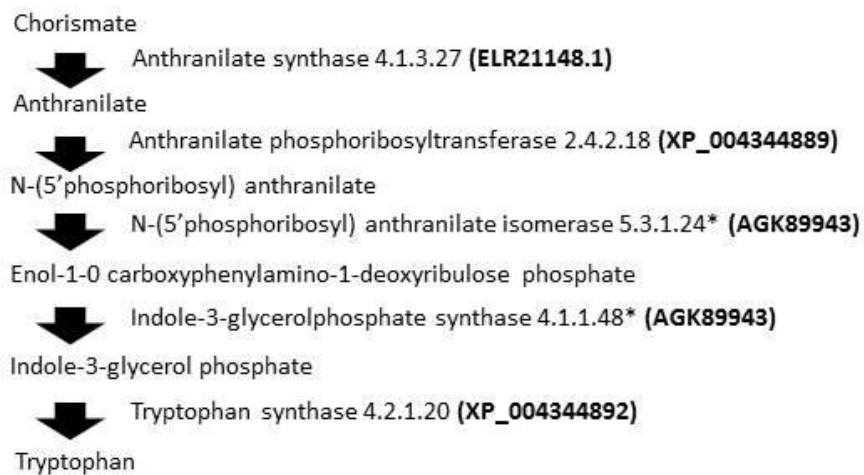 Chorismate
Anthranilate synthase 4.1.3.27 (ELR21148.1)
Anthranilate
Anthranilate phosphoribosyltransferase 2.4.2.18 (XP_004344889)
N-(5’phosphoribosyl) anthranilate
N-(5’phosphoribosyl) anthranilate isomerase 5.3.1.24* (AGK89943)
Enol-1-0 carboxyphenylamino-1-deoxyribulose phosphate
Indole-3-glycerolphosphate synthase 4.1.1.48* (AGK89943)
Indole-3-glycerol phosphate
Tryptophan synthase 4.2.1.20 (XP_004344892)
Tryptophan